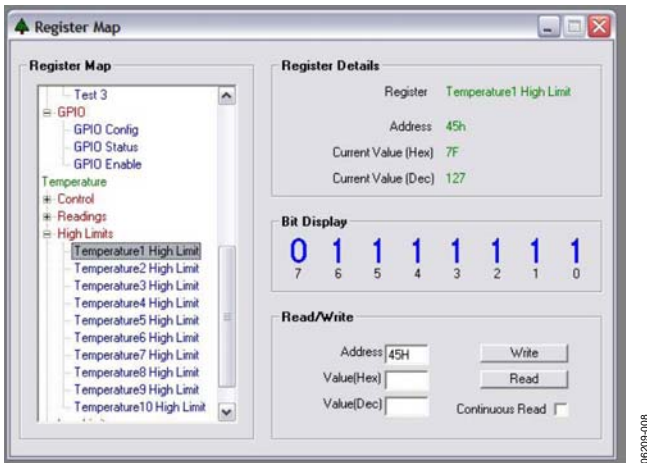 Register Map
Register Map
Test 3
GPIO
GPIO Config
GPIO Status
GPIO Enable
Temperature
Control
Readings
High Limits
Temperature1 High Limit
Temperature2 High Limit
Temperature3 High Limit
Temperature4 High Limit
Temperature5 High Limit
Temperature6 High Limit
Temperature7 High Limit
Temperature8 High Limit
Temperature9 High Limit
Temperature10 High Limit
Register Details
Register Temperature1 High Limit
Address 45h
Current Value (Hex) 7F
Current Value (Dec) 127
Bit Display
0 1 1 1 1 1 1 1
7 6 5 4 3 2 1 0
Read/Write
Address 45H
Write
Value(Hex)
Read
Value(Dec)
Continuous Read
06209-008